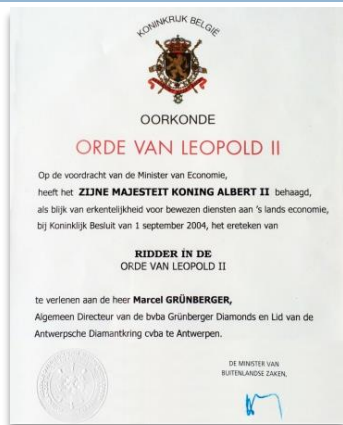 KONINKRIJK BELGIE
OORKONDE
ORDE VAN LEOPOLD II
Op de voordracht van de Minister van Economie,
heeft het ZIJNE MAJESTEIT KONING ALBERT II behaagd,
als blijk van erkentelijkheid voor bewezen diensten aan 's lands economie,
bij Koninklijk Besluit van 1 september 2004, het ereteken van
RIDDER IN DE
ORDE VAN LEOPOLD II
te verlenen aan de heer Marcel GRÜNBERGER,
Algemeen Directeur van de bvba Grünberger Diamonds en Lid van de
Antwerpsche Diamantkring cvba te Antwerpen.
DE MINISTER VAN
BUITENLANDSE ZAKEN,